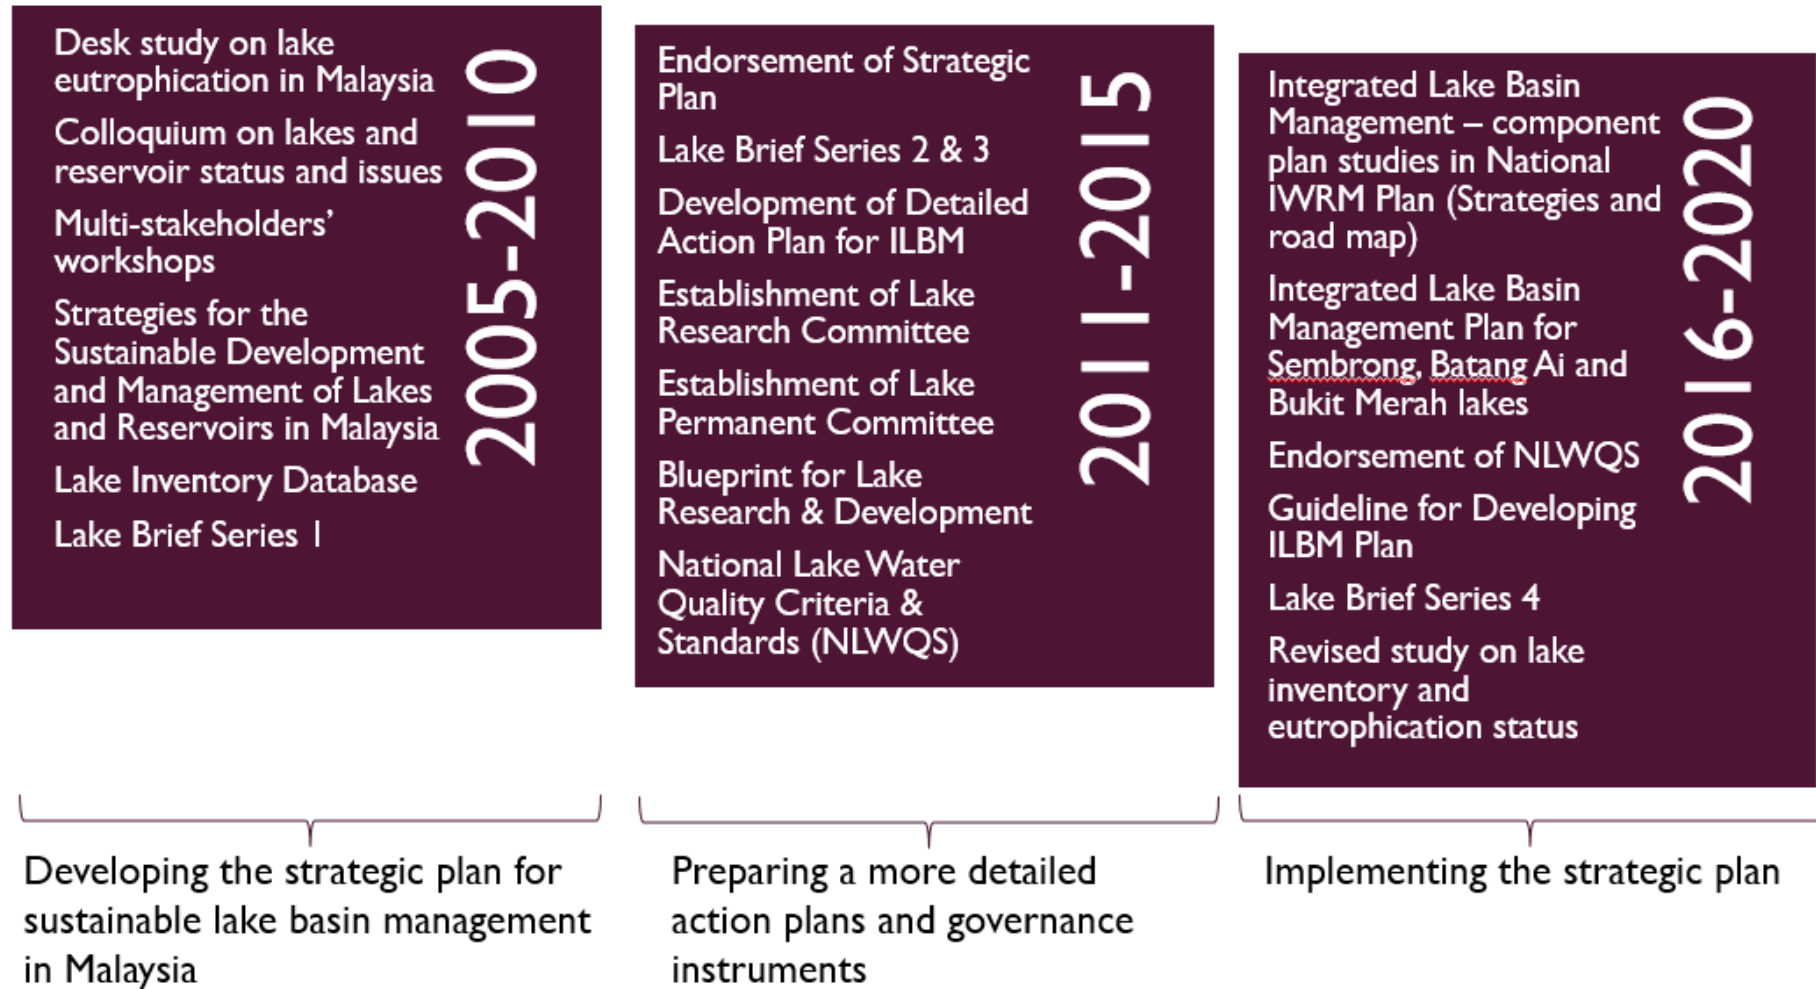 Desk study on lake
eutrophication in Malaysia
Colloquium on lakes and
reservoir status and issues
Multi-stakeholders’
workshops
Strategies for the
Sustainable Development
and Management of Lakes
and Reservoirs in Malaysia
Lake Inventory Database
Lake Brief Series 1
2005-2010
Endorsement of Strategic
Plan
Lake Brief Series 2 & 3
Development of Detailed
Action Plan for ILBM
Establishment of Lake
Research Committee
Establishment of Lake
Permanent Committee
Blueprint for Lake
Research & Development
National Lake Water
Quality Criteria &
Standards (NLWQS)
2011-2015
Integrated Lake Basin
Management – component
plan studies in National
IWRM Plan (Strategies and
road map)
Integrated Lake Basin
Management Plan for
Sembrong, Batang Ai and
Bukit Merah lakes
Endorsement of NLWQS
Guideline for Developing
ILBM Plan
Lake Brief Series 4
Revised study on lake
inventory and
eutrophication status
2016-2020
Developing the strategic plan for
sustainable lake basin management
in Malaysia
Preparing a more detailed
action plans and governance
instruments
Implementing the strategic plan